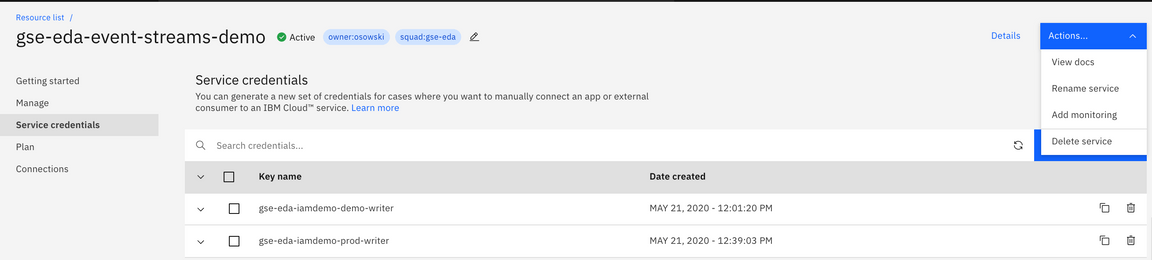 Resource list /
gse-eda-event-streams-demo
Active
owner:osowski
squad:gse-eda
Details
Actions...
View docs
Rename service
Add monitoring
Delete service
Getting started
Manage
Service credentials
Plan
Connections
Service credentials
You can generate a new set of credentials for cases where you want to manually connect an app or external
consumer to an IBM Cloud™ service. Learn more
Search credentials...
Key name Date created
gse-eda-iamdemo-demo-writer MAY 21, 2020 - 12:01:20 PM
gse-eda-iamdemo-prod-writer MAY 21, 2020 - 12:39:03 PM